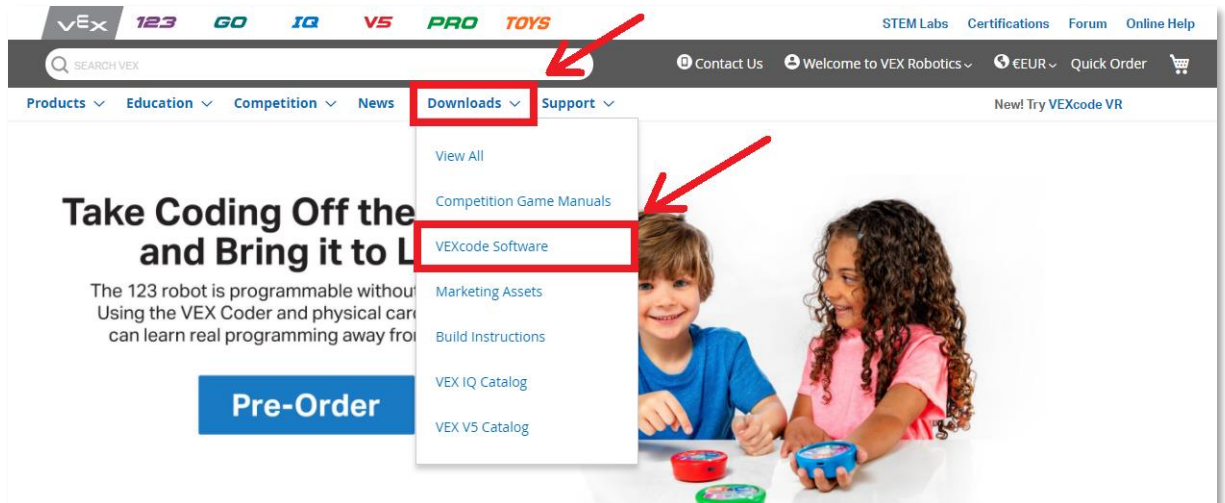 VEX 123 GO IQ V5 PRO TOYS STEM Labs Certifications Forum Online Help
SEARCH VEX Contact Us Welcome to VEX Robotics €EUR Quick Order
Products Education Competition News Downloads Support New! Try VEXcode VR
View All
Competition Game Manuals
VEXcode Software
Marketing Assets
Build Instructions
VEX IQ Catalog
VEX V5 Catalog
Take Coding Off the
and Bring it to L
The 123 robot is programmable without
Using the VEX Coder and physical car
can learn real programming away fro
Pre-Order